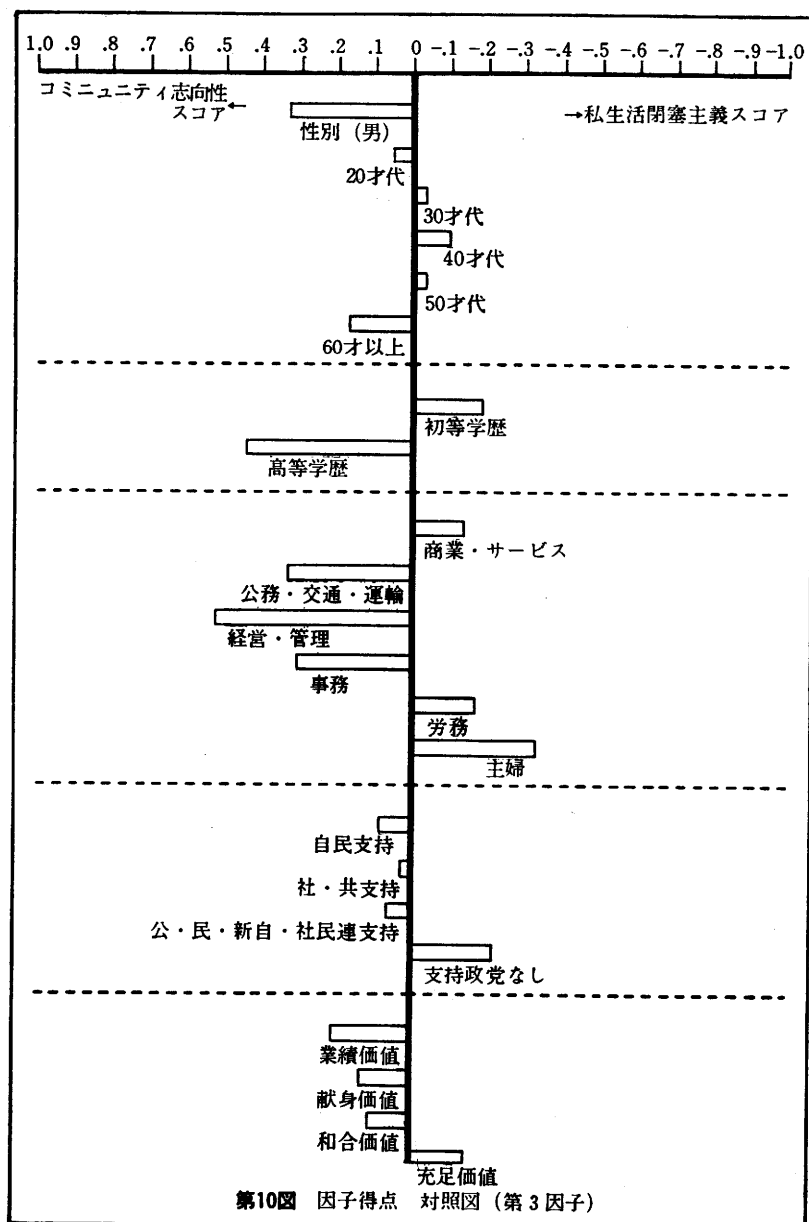 1.0 .9 .8 .7 .6 .5 .4 .3 .2 .1 0 -.1 -.2 -.3 -.4 -.5 -.6 -.7 -.8 -.9 -1.0
コミニュニティ志向性
スコア←
→私生活閉塞主義スコア
性別（男）
20才代
30才代
40才代
50才代
60才以上
初等学歴
高等学歴
商業・サービス
公務・交通・運輸
経営・管理
事務
労務
主婦
自民支持
社・共支持
公・民・新自・社民連支持
支持政党なし
業績価値
献身価値
和合価値
充足価値
第10図 因子得点 対照図（第3因子）